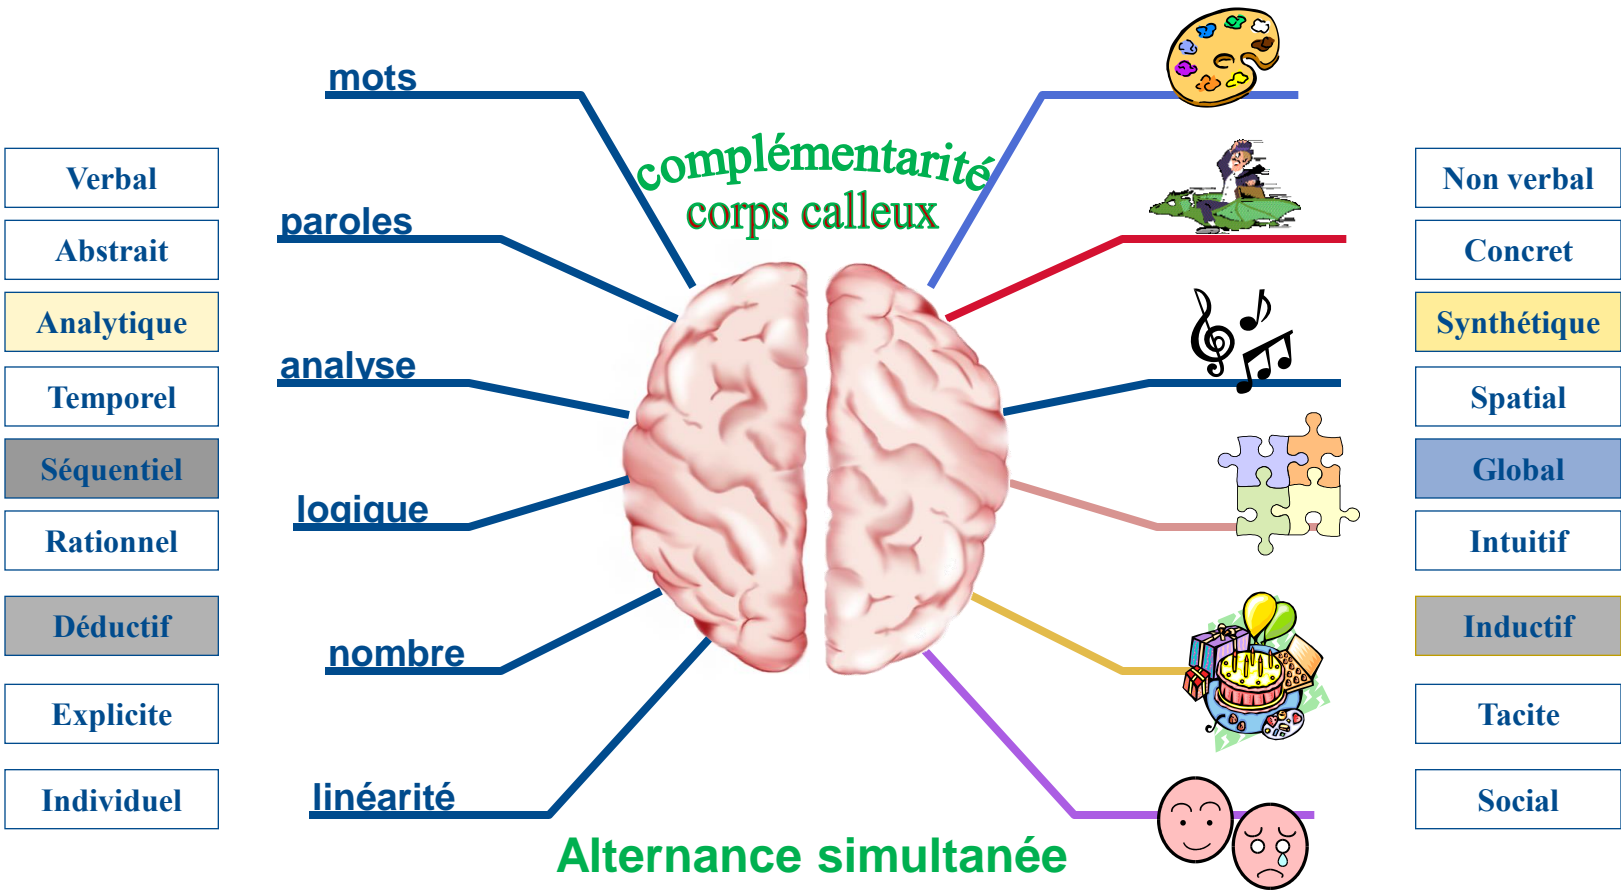 mots
complémentarité
corps calleux
paroles
analyse
logique
nombre
linéarité
Alternance simultanée
Verbal
Abstrait
Analytique
Temporel
Séquentiel
Rationnel
Déductif
Explicite
Individuel
Non verbal
Concret
Synthétique
Spatial
Global
Intuitif
Inductif
Tacite
Social